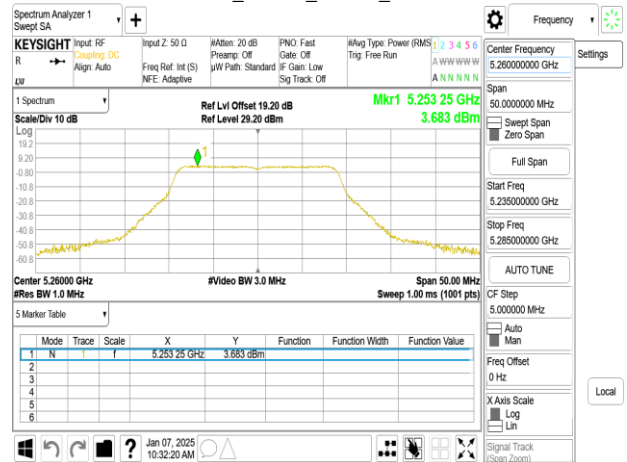 Spectrum Analyzer 1
Swept SA
Frequency
KEYSIGHT Input: RF Input Z: 50 Ω #Atten: 20 dB PNO: Fast #Avg Type: Power (RMS 1 2 3 4 5 6
R Coupling: DC Preamp: Off Gate: Off Trig: Free Run A W W W W W
Align: Auto Freq Ref: Int (S) µW Path: Standard IF Gain: Low
NFE: Adaptive Sig Track: Off A N N N N N
LXI
1 Spectrum
Scale/Div 10 dB
Ref Lvl Offset 19.20 dB
Ref Level 29.20 dBm
Mkr1 5.253 25 GHz
3.683 dBm
Log
19.2
9.20
-0.80
-10.8
-20.8
-30.8
-40.8
-50.8
-60.8
1
Center 5.26000 GHz #Video BW 3.0 MHz Span 50.00 MHz
#Res BW 1.0 MHz Sweep 1.00 ms (1001 pts)
5 Marker Table
Mode Trace Scale X Y Function Function Width Function Value
1 N 1 f 5.253 25 GHz 3.683 dBm
2
3
4
5
6
Jan 07, 2025
10:32:20 AM
Center Frequency
5.260000000 GHz
Settings
Span
50.0000000 MHz
Swept Span
Zero Span
Full Span
Start Freq
5.235000000 GHz
Stop Freq
5.285000000 GHz
AUTO TUNE
CF Step
5.000000 MHz
Auto
Man
Freq Offset
0 Hz
X Axis Scale
Log
Lin
Local
Signal Track
(Span Zoom)